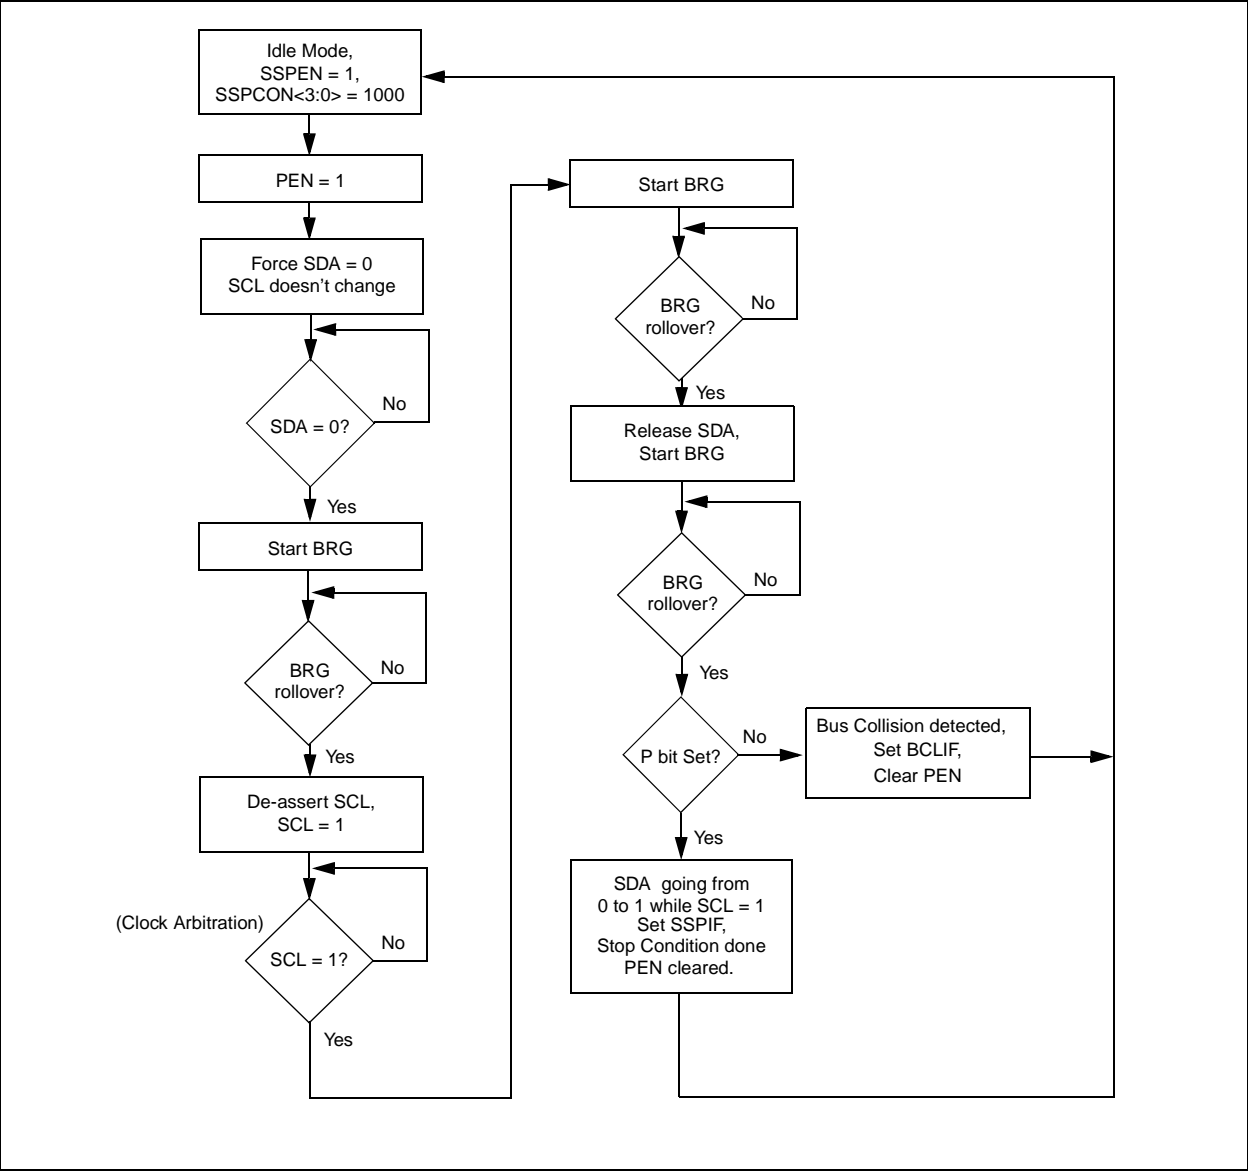 Idle Mode,
SSPEN = 1,
SSPCON<3:0> = 1000
PEN = 1
Force SDA = 0
SCL doesn't change
SDA = 0?
No
Yes
Start BRG
BRG
rollover?
No
Yes
De-assert SCL,
SCL = 1
(Clock Arbitration)
SCL = 1?
No
Yes
Start BRG
BRG
rollover?
No
Yes
Release SDA,
Start BRG
BRG
rollover?
No
Yes
P bit Set?
No
Bus Collision detected,
Set BCLIF,
Clear PEN
Yes
SDA going from
0 to 1 while SCL = 1
Set SSPIF,
Stop Condition done
PEN cleared.